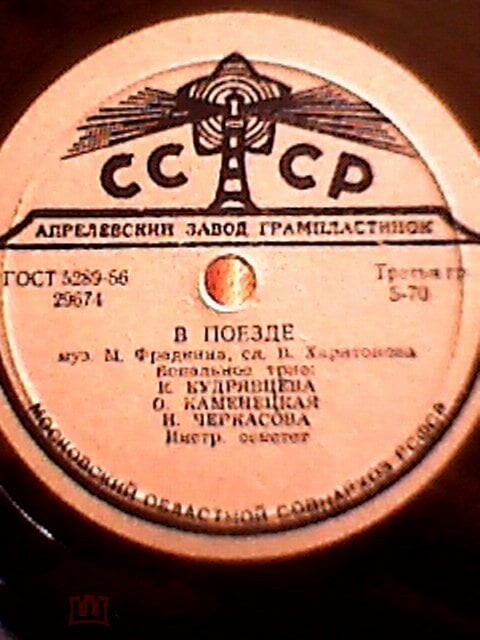 СССР
АПРЕЛЕВСКИЙ ЗАВОД ГРАМПЛАСТИНОК
ГОСТ 5289-56
29674
Третья гр
5-70
В ПОЕЗДЕ
муз. М. Фрадкина, сл. В. Харитонова
Вокальное трио:
КУДРЯВЦЕВА
О. КАМЕНЕЦКАЯ
Н. ЧЕРКАСОВА
Инстр.
МОСКОВСКИЙ ОБЛАСТНОЙ СОВНАРХОЗ РСФСР